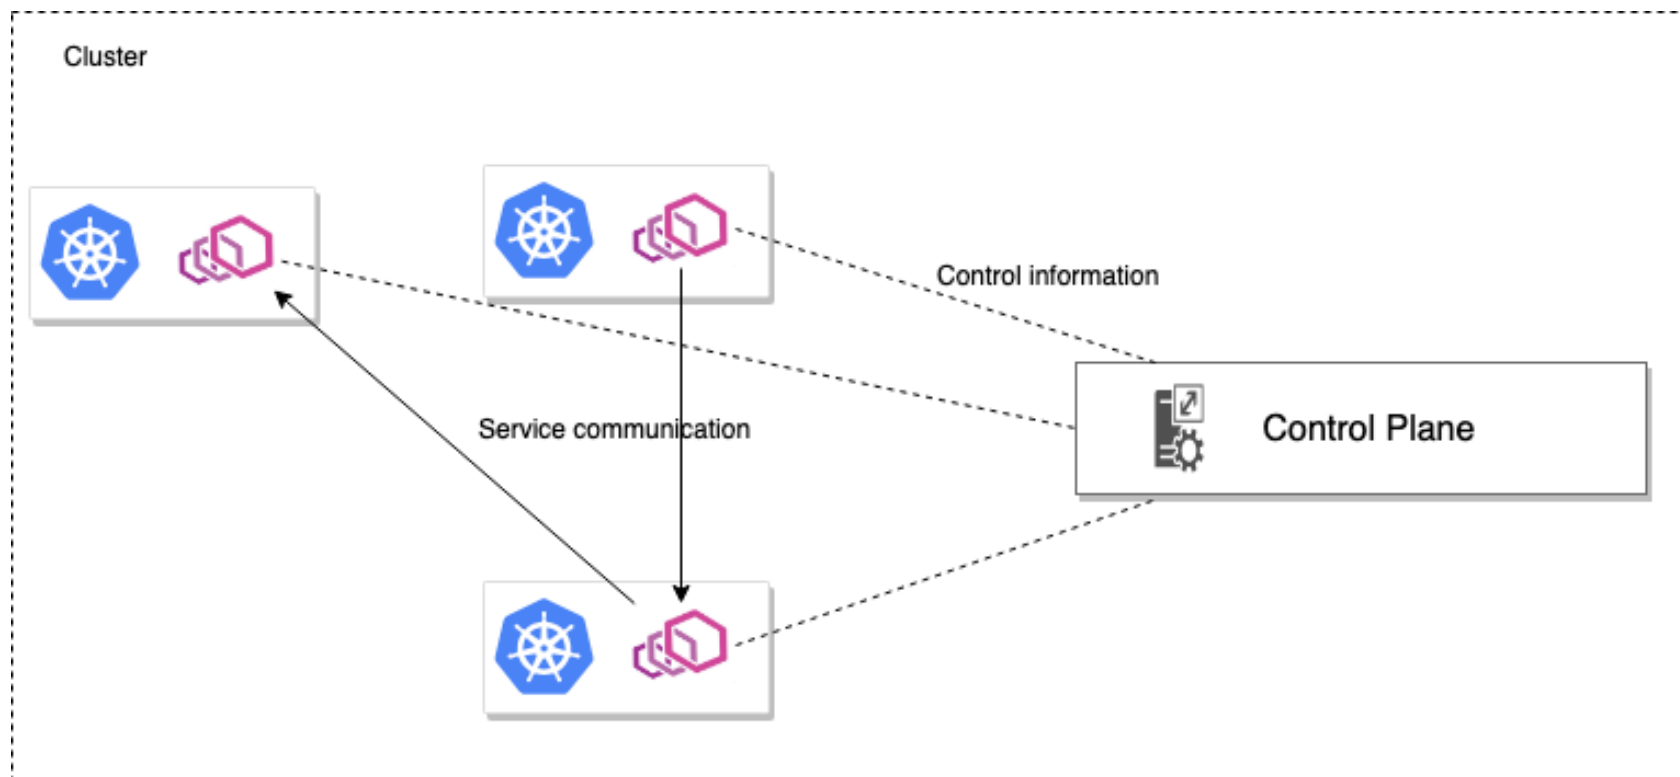 Cluster
Control information
Service communication
Control Plane